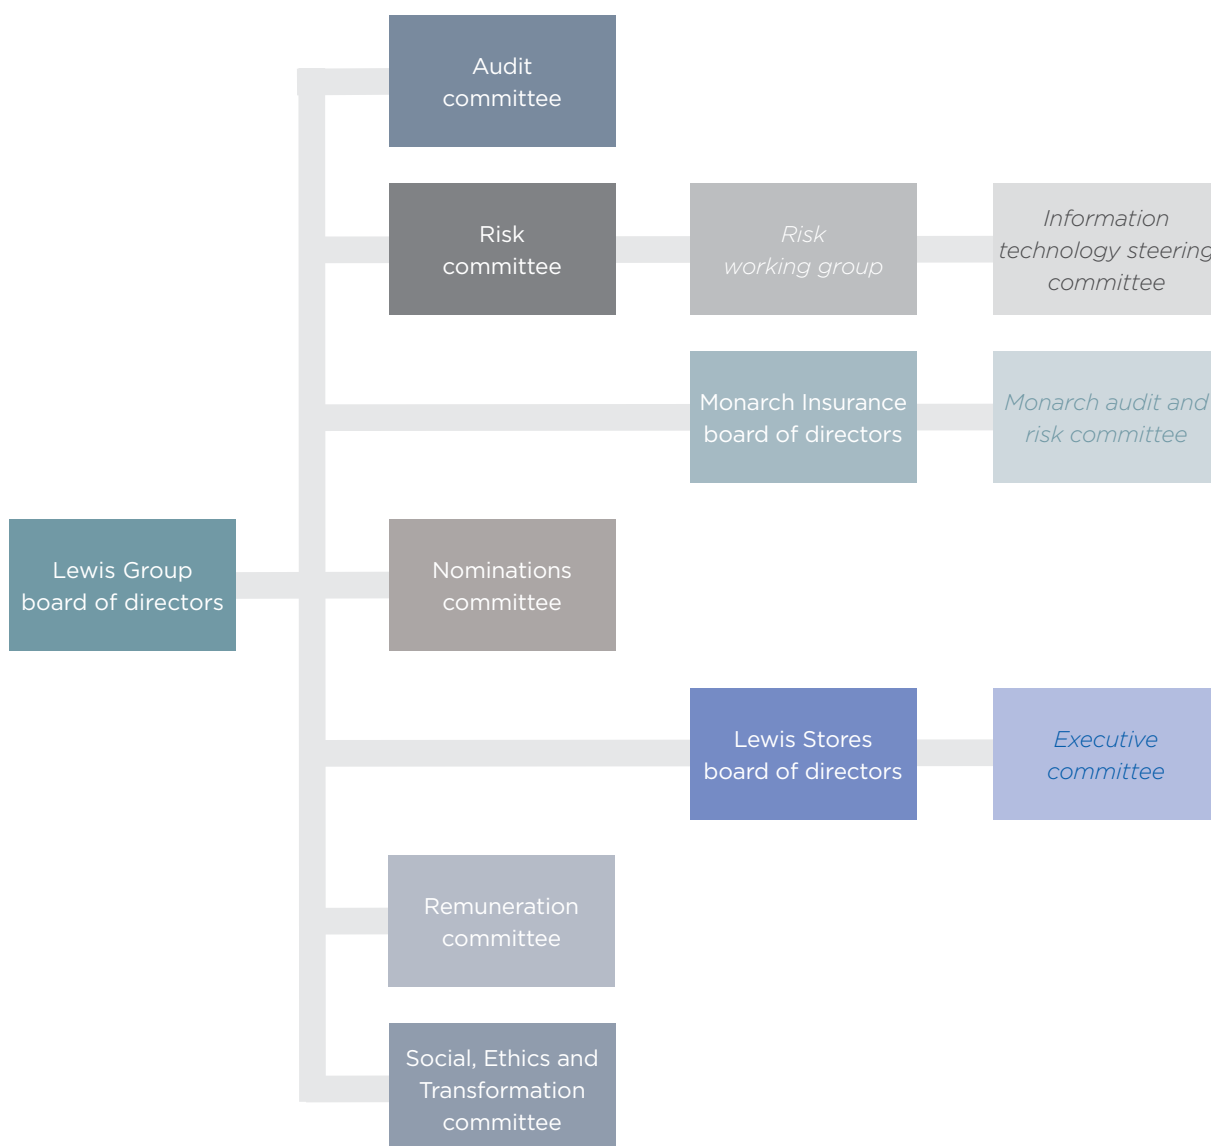 Audit
committee
Risk
committee
Risk
working group
Information
technology steering
committee
Monarch Insurance
board of directors
Monarch audit and
risk committee
Lewis Group
board of directors
Nominations
committee
Lewis Stores
board of directors
Executive
committee
Remuneration
committee
Social, Ethics and
Transformation
committee